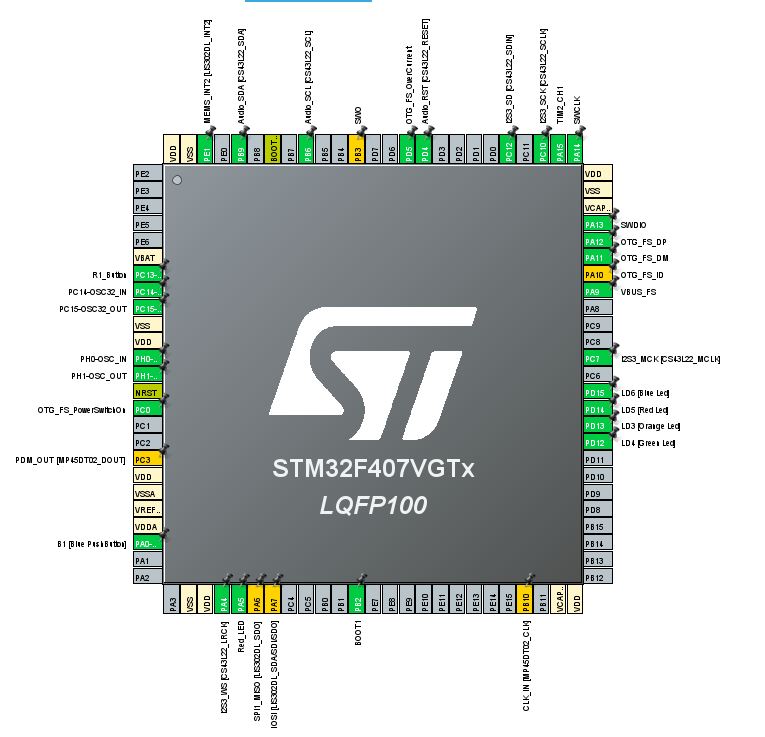 MEMS_INT2 [LIS302DL_INT2]
Audio_SDA [CS43L22_SDA]
Audio_SCL [CS43L22_SCL]
SWO
OTG_FS_OverCurrent
Audio_RST [CS43L22_RESET]
I2S3_SD [CS43L22_SDIN]
I2S3_SCK [CS43L22_SCLK]
TIM2_CH1
SWCLK
VDD
VSS
PE1
PE0
PB9
PB8
BOOT..
PB7
PB6
PB5
PB4
PB3
PD7
PD6
PD5
PD4
PD3
PD2
PD1
PD0
PC12
PC11
PC10
PA15
PA14
PE2
PE3
PE4
PE5
PE6
VBAT
R1_Button PC13-..
PC14-OSC32_IN PC14-..
PC15-OSC32_OUT PC15-..
VSS
VDD
PH0-OSC_IN PH0-..
PH1-OSC_OUT PH1-..
NRST
OTG_FS_PowerSwitchOn PC0
PC1
PC2
PDM_OUT [MP45DT02_DOUT] PC3
VDD
VSSA
VREF..
VDDA
B1 [Blue PushButton] PA0-..
PA1
PA2
STM32F407VGTx
LQFP100
VDD
VSS
VCAP..
PA13 SWDIO
PA12 OTG_FS_DP
PA11 OTG_FS_DM
PA10 OTG_FS_ID
PA9 VBUS_FS
PA8
PC9
PC8
PC7 I2S3_MCK [CS43L22_MCLK]
PC6
PD15 LD6 [Blue Led]
PD14 LD5 [Red Led]
PD13 LD3 [Orange Led]
PD12 LD4 [Green Led]
PD11
PD10
PD9
PD8
PB15
PB14
PB13
PB12
PA3
VSS
VDD
PA4
PA5
PA6
PA7
PC4
PC5
PB0
PB1
PB2
PE7
PE8
PE9
PE10
PE11
PE12
PE13
PE14
PE15
PB10
PB11
VCAP..
VDD
I2S3_WS [CS43L22_LRCK]
Red_LED
SPI1_MISO [LIS302DL_SDO]
IOSI [LIS302DL_SDA/SDI/SDO]
BOOT1
CLK_IN [MP45DT02_CLK]